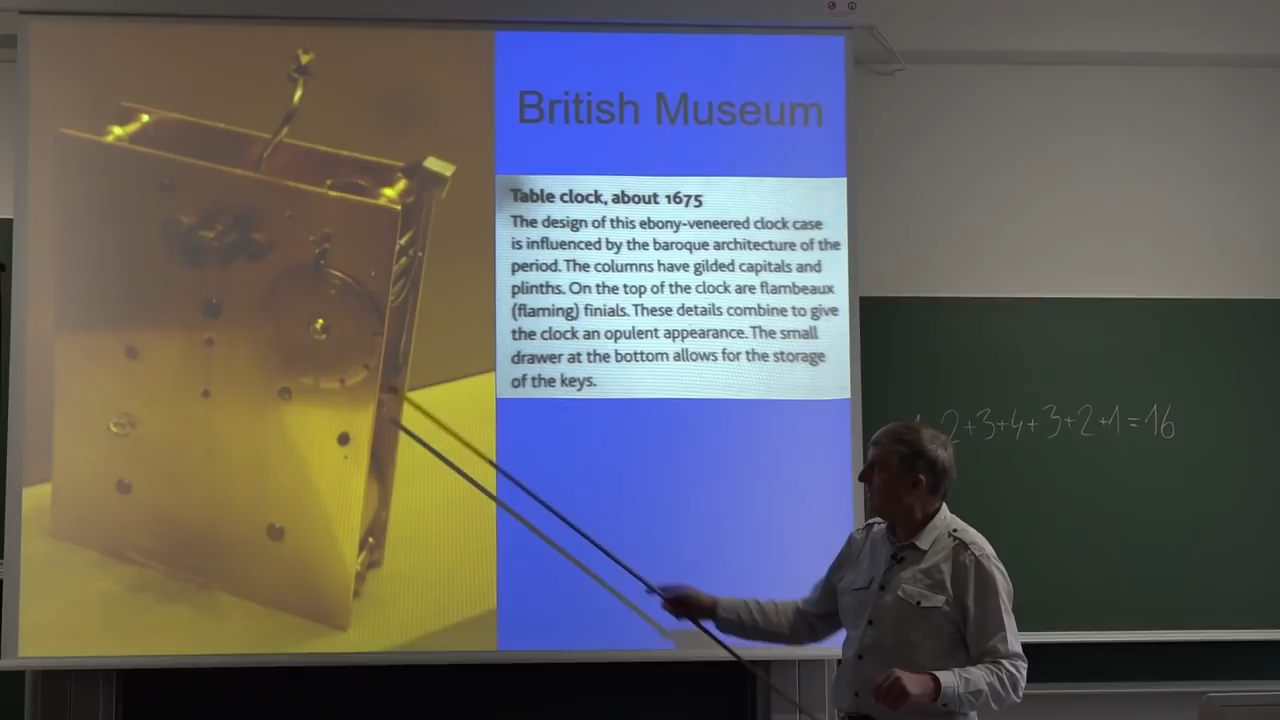 British Museum
Table clock, about 1675
The design of this ebony-veneered clock case
is influenced by the baroque architecture of the
period. The columns have gilded capitals and
plinths. On the top of the clock are flambeaux
(flaming) finials. These details combine to give
the clock an opulent appearance. The small
drawer at the bottom allows for the storage
of the keys.
2+3+4+3+2+1=16